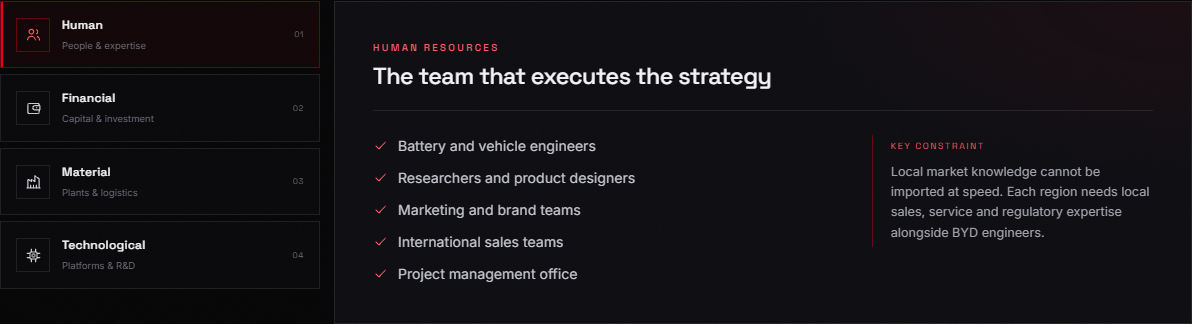 Human
People & expertise
01
Financial
Capital & investment
02
Material
Plants & logistics
03
Technological
Platforms & R&D
04
HUMAN RESOURCES
The team that executes the strategy
Battery and vehicle engineers
Researchers and product designers
Marketing and brand teams
International sales teams
Project management office
KEY CONSTRAINT
Local market knowledge cannot be
imported at speed. Each region needs local
sales, service and regulatory expertise
alongside BYD engineers.